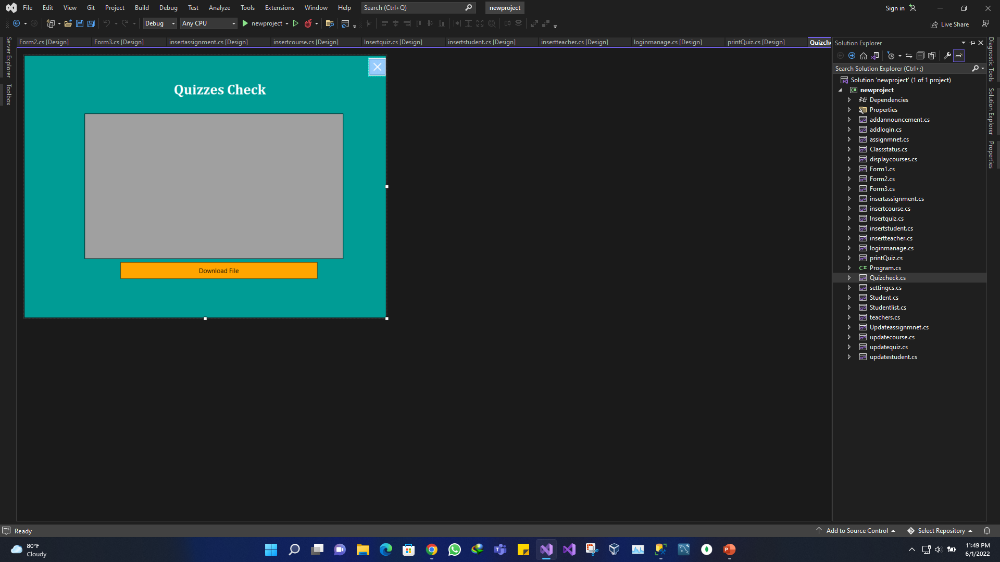 File Edit View Git Project Build Debug Test Analyze Tools Extensions Window Help Search (Ctrl+Q) newproject Sign in
Debug Any CPU newproject Live Share
Form2.cs [Design] Form3.cs [Design] insertassignment.cs [Design] insertcourse.cs [Design] Insertquiz.cs [Design] insertstudent.cs [Design] insertteacher.cs [Design] loginmanage.cs [Design] printQuiz.cs [Design] Quizche
Server Explorer
Toolbox
Quizzes Check
Download File
Solution Explorer
Search Solution Explorer (Ctrl+;)
Solution 'newproject' (1 of 1 project)
newproject
Dependencies
Properties
addannouncement.cs
addlogin.cs
assignmnet.cs
Classstatus.cs
displaycourses.cs
Form1.cs
Form2.cs
Form3.cs
insertassignment.cs
insertcourse.cs
Insertquiz.cs
insertstudent.cs
insertteacher.cs
loginmanage.cs
printQuiz.cs
C# Program.cs
Quizcheck.cs
settingcs.cs
Student.cs
Studentlist.cs
teachers.cs
Updateassignmnet.cs
updatecourse.cs
updatequiz.cs
updatestudent.cs
Diagnostic Tools
Solution Explorer
Properties
Ready Add to Source Control Select Repository
80°F
Cloudy
11:49 PM
6/1/2022